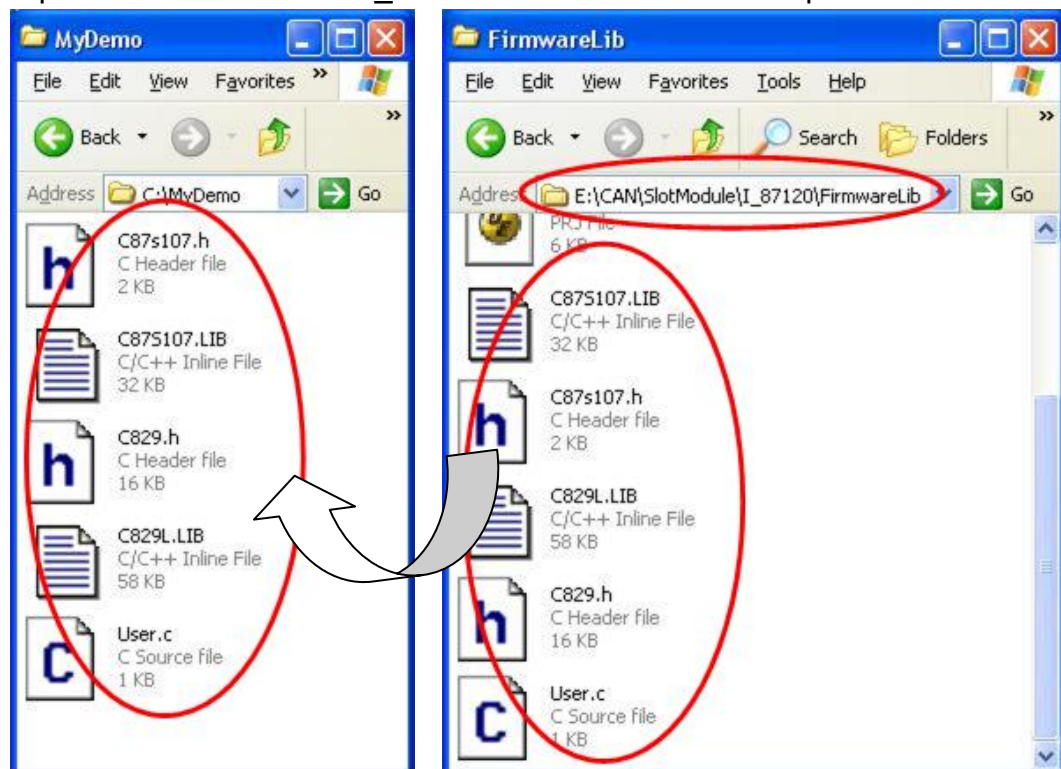 MyDemo
File Edit View Favorites »
Back »
Address C:\MyDemo Go
C87s107.h
C Header file
2 KB
C87S107.LIB
C/C++ Inline File
32 KB
C829.h
C Header file
16 KB
C829L.LIB
C/C++ Inline File
58 KB
User.c
C Source file
1 KB
FirmwareLib
File Edit View Favorites Tools Help
Back Search Folders »
Address E:\CAN\SlotModule\I_87120\FirmwareLib Go
PRJ File
6 KB
C87S107.LIB
C/C++ Inline File
32 KB
C87s107.h
C Header file
2 KB
C829L.LIB
C/C++ Inline File
58 KB
C829.h
C Header file
16 KB
User.c
C Source file
1 KB